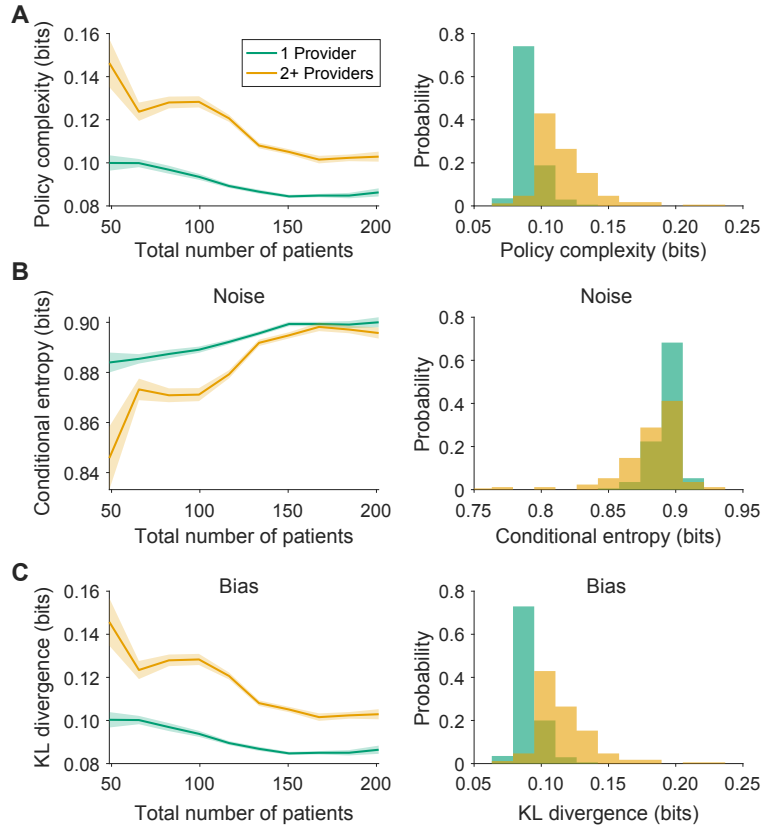 A
Policy complexity (bits)
0.16
0.14
0.12
0.10
0.08
50
100
150
200
Total number of patients
1 Provider
2+ Providers
Probability
0.8
0.6
0.4
0.2
0
0.05
0.10
0.15
0.20
0.25
Policy complexity (bits)
B
Noise
Conditional entropy (bits)
0.90
0.88
0.86
0.84
50
100
150
200
Total number of patients
Noise
Probability
0.8
0.6
0.4
0.2
0
0.75
0.8
0.85
0.9
0.95
Conditional entropy (bits)
C
Bias
KL divergence (bits)
0.16
0.14
0.12
0.10
0.08
50
100
150
200
Total number of patients
Bias
Probability
0.8
0.6
0.4
0.2
0
0.05
0.10
0.15
0.20
0.25
KL divergence (bits)